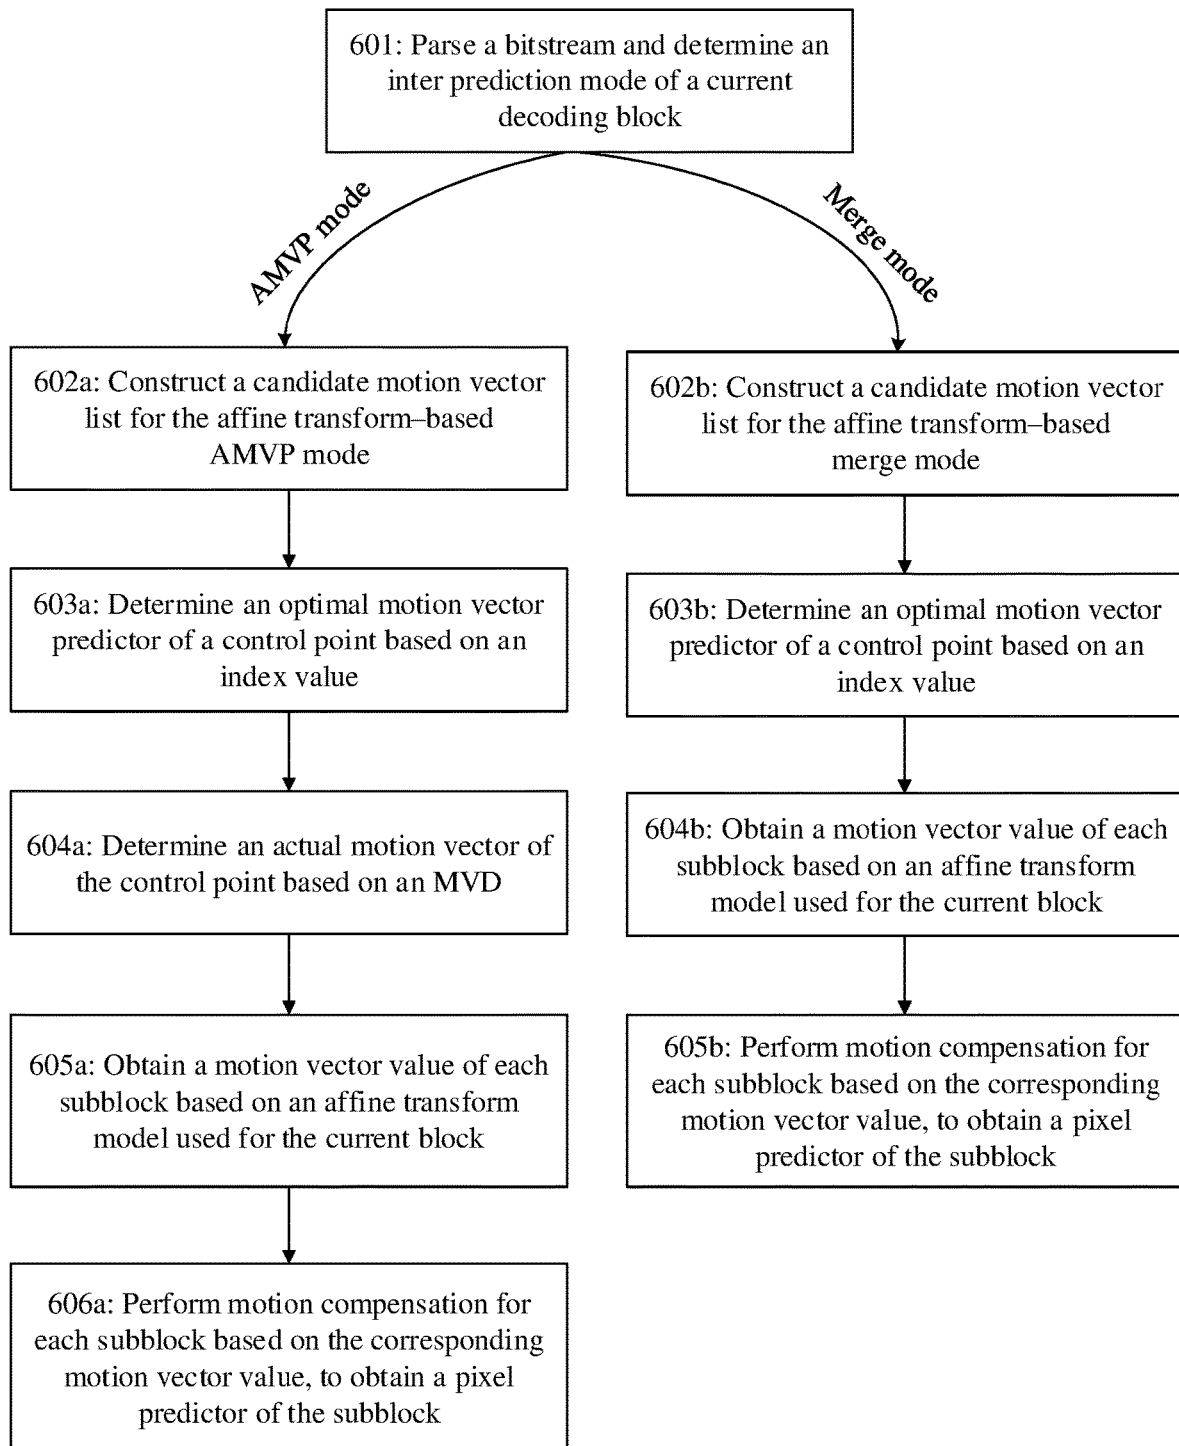 601: Parse a bitstream and determine an
inter prediction mode of a current
decoding block
AMVP mode
Merge mode
602a: Construct a candidate motion vector
list for the affine transform–based
AMVP mode
602b: Construct a candidate motion vector
list for the affine transform–based
merge mode
603a: Determine an optimal motion vector
predictor of a control point based on an
index value
603b: Determine an optimal motion vector
predictor of a control point based on an
index value
604a: Determine an actual motion vector of
the control point based on an MVD
604b: Obtain a motion vector value of each
subblock based on an affine transform
model used for the current block
605a: Obtain a motion vector value of each
subblock based on an affine transform
model used for the current block
605b: Perform motion compensation for
each subblock based on the corresponding
motion vector value, to obtain a pixel
predictor of the subblock
606a: Perform motion compensation for
each subblock based on the corresponding
motion vector value, to obtain a pixel
predictor of the subblock